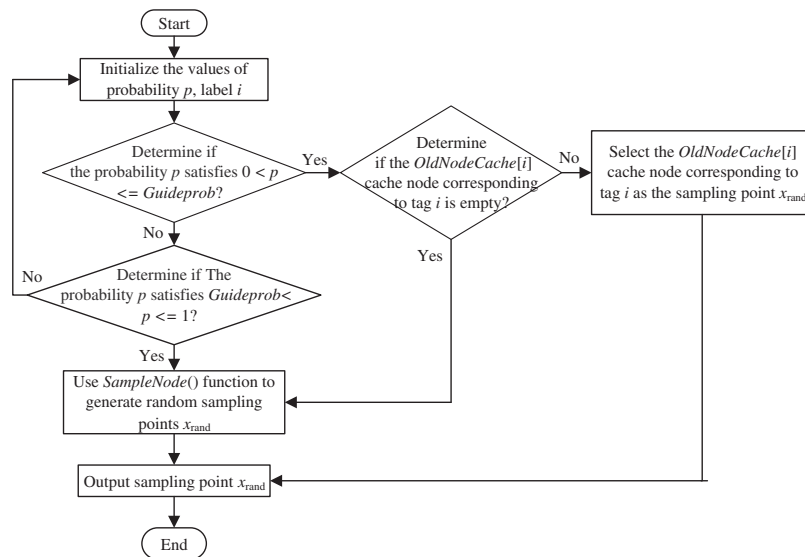 Start
Initialize the values of
probability p, label i
Determine if
the probability p satisfies 0 < p
<= Guideprob?
Yes
Determine
if the OldNodeCache[i]
cache node corresponding
to tag i is empty?
No
Select the OldNodeCache[i]
cache node corresponding to
tag i as the sampling point xrand
No
Yes
No
Determine if The
probability p satisfies Guideprob<
p <= 1?
Yes
Use SampleNode() function to
generate random sampling
points xrand
Output sampling point xrand
End